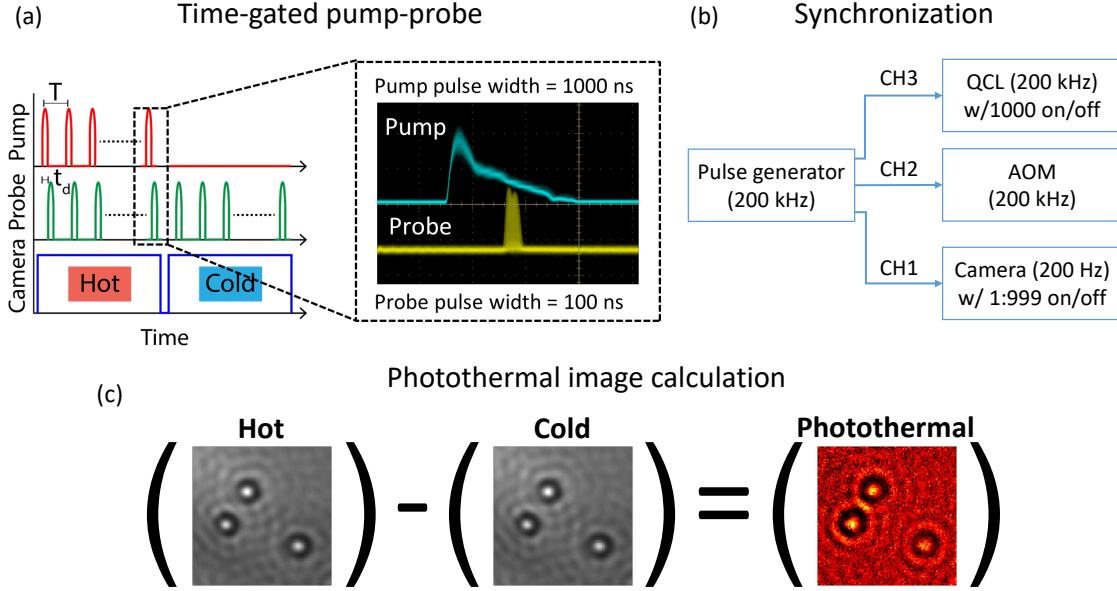 (a)
Time-gated pump-probe
T
Pump
t_d
Probe
Camera
Hot
Cold
Time
Pump pulse width = 1000 ns
Pump
Probe
Probe pulse width = 100 ns
(b)
Synchronization
Pulse generator
(200 kHz)
CH3
QCL (200 kHz)
w/1000 on/off
CH2
AOM
(200 kHz)
CH1
Camera (200 Hz)
w/ 1:999 on/off
(c)
Photothermal image calculation
Hot
Cold
Photothermal
( ) - ( ) = ( )